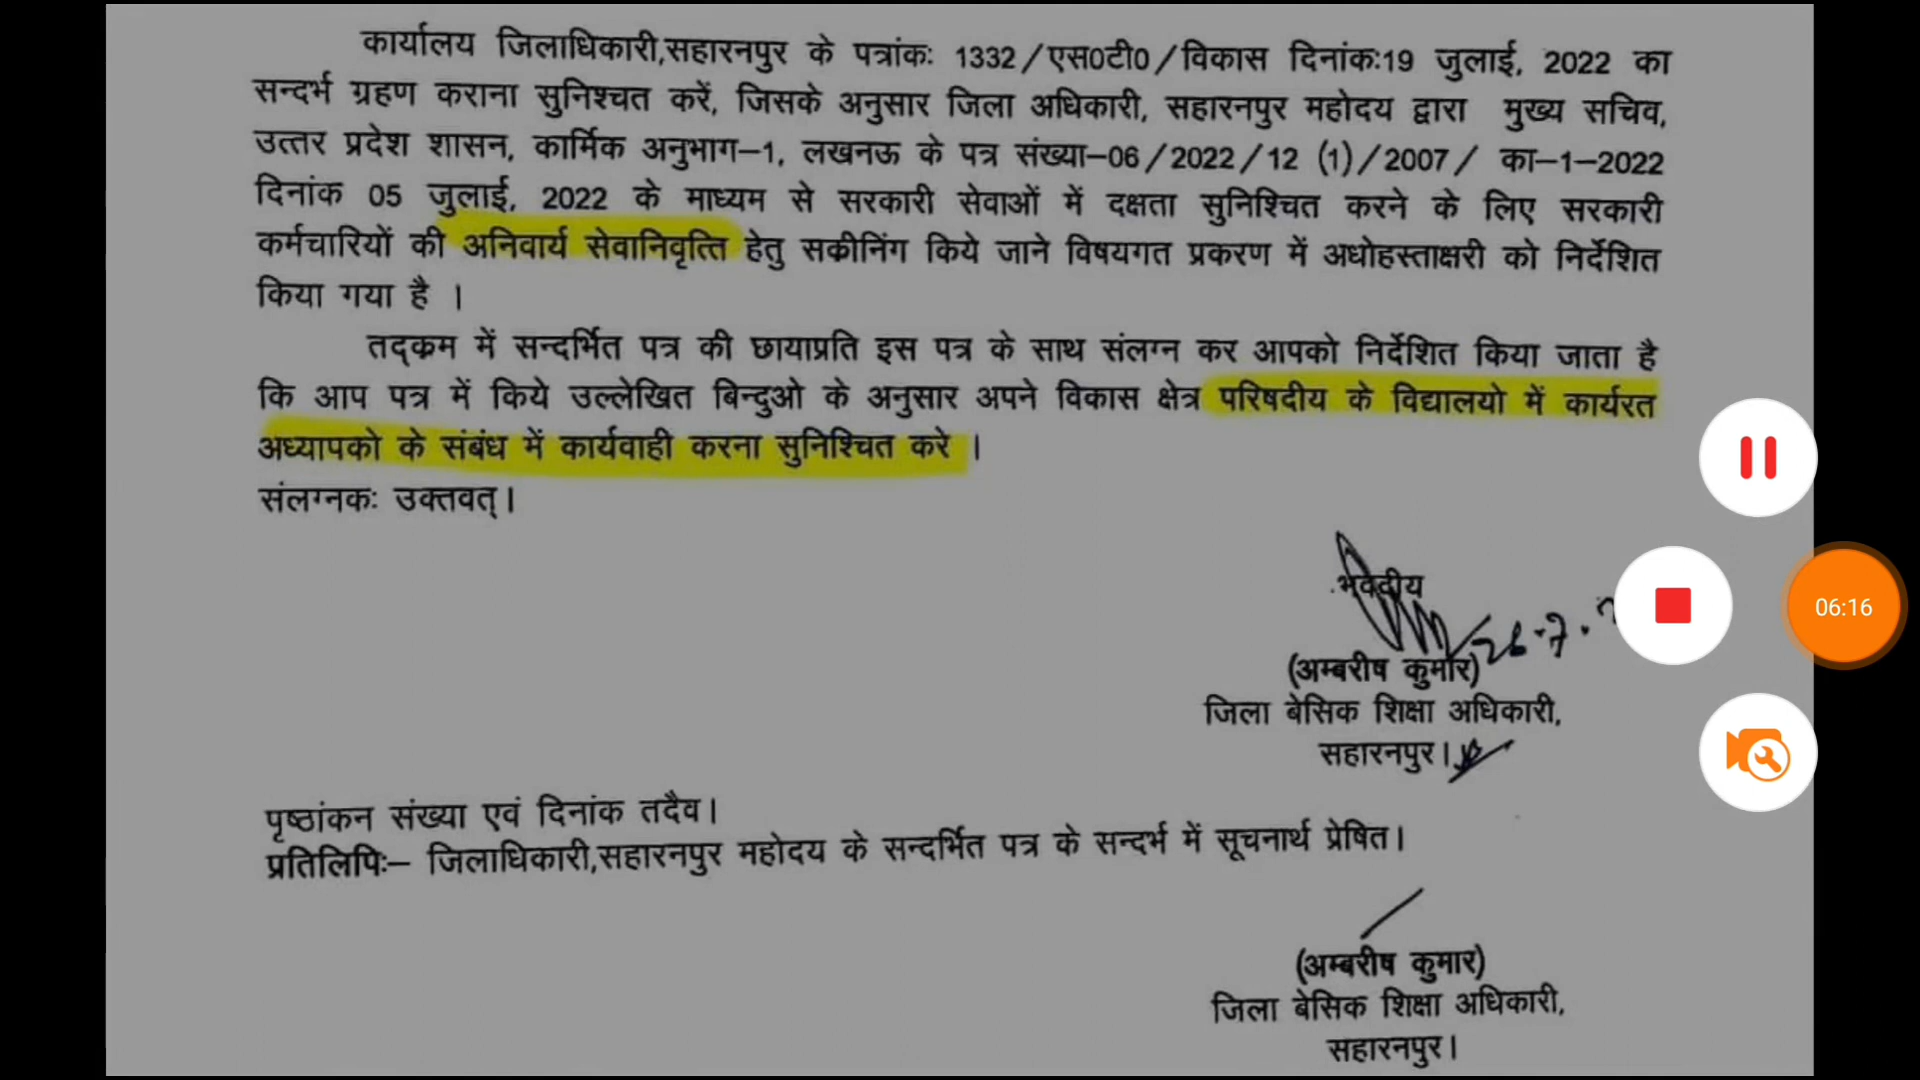 कार्यालय जिलाधिकारी,सहारनपुर के पत्रांकः 1332/एस0टी0/विकास दिनांकः19 जुलाई, 2022 का
सन्दर्भ ग्रहण कराना सुनिश्चत करें, जिसके अनुसार जिला अधिकारी, सहारनपुर महोदय द्वारा मुख्य सचिव,
उत्तर प्रदेश शासन, कार्मिक अनुभाग–1, लखनऊ के पत्र संख्या–06/2022/12 (1)/2007/ का–1–2022
दिनांक 05 जुलाई, 2022 के माध्यम से सरकारी सेवाओं में दक्षता सुनिश्चित करने के लिए सरकारी
कर्मचारियों की अनिवार्य सेवानिवृत्ति हेतु सकीनिंग किये जाने विषयगत प्रकरण में अधोहस्ताक्षरी को निर्देशित
किया गया है ।
तद्क्रम में सन्दर्भित पत्र की छायाप्रति इस पत्र के साथ संलग्न कर आपको निर्देशित किया जाता है
कि आप पत्र में किये उल्लेखित बिन्दुओ के अनुसार अपने विकास क्षेत्र परिषदीय के विद्यालयो में कार्यरत
अध्यापको के संबंध में कार्यवाही करना सुनिश्चित करे ।
संलग्नकः उक्तवत्।
भवदीय
26.7.
(अम्बरीष कुमार)
जिला बेसिक शिक्षा अधिकारी,
सहारनपुर।
06:16
पृष्ठांकन संख्या एवं दिनांक तदैव।
प्रतिलिपिः– जिलाधिकारी,सहारनपुर महोदय के सन्दर्भित पत्र के सन्दर्भ में सूचनार्थ प्रेषित।
(अम्बरीष कुमार)
जिला बेसिक शिक्षा अधिकारी,
सहारनपुर।